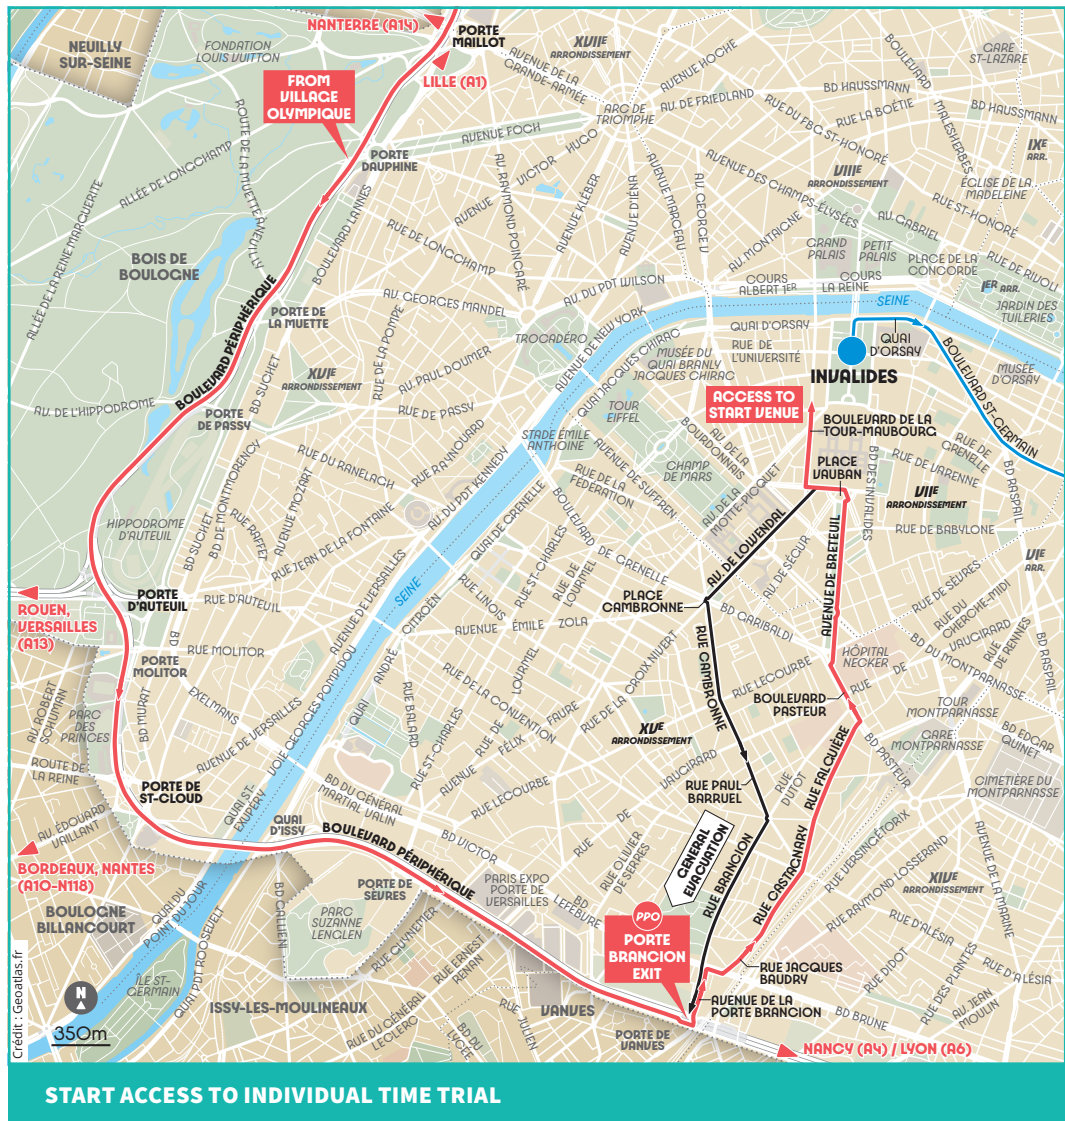 NANTERRE (A14)
PORTE
MAILLOT
XVIIE
ARRONDISSEMENT
NEUILLY
SUR-SEINE
FONDATION
LOUIS VUITTON
LILLE (A1)
AVENUE DE LA
GRANDE-ARMÉE
AVENUE HOCHE
BOULEVARD
MALESHERBES
GARE
ST-LAZARE
FROM
VILLAGE
OLYMPIQUE
ARC DE
TRIOMPHE
AV. DE FRIEDLAND
BD HAUSSMANN
RUE LA BOÉTIE
BD HAUSSMANN
RUE DU FBG ST-HONORÉ
ROUTE DE LA MUETTE À NEUILLY
ALLÉE DE LONGCHAMP
ALLÉE DE LA REINE MARGUERITE
AVENUE FOCH
PORTE
DAUPHINE
AVENUE
VICTOR
HUGO
AV. RAYMOND POINCARÉ
AVENUE KLÉBER
AVENUE D'IÉNA
AVENUE MARCEAU
AV. GEORGE V
AVENUE DES CHAMPS-ÉLYSÉES
VIIIE
ARRONDISSEMENT
IXE
ARR.
ÉGLISE DE LA
MADELEINE
RUE ST-HONORÉ
AV. GABRIEL
AV. MONTAIGNE
GRAND
PALAIS
PETIT
PALAIS
PLACE DE LA
CONCORDE
RUE DE RIVOLI
IER ARR.
JARDIN DES
TUILERIES
BOULEVARD LANNES
RUE DE LONGCHAMP
BOIS DE
BOULOGNE
BOULEVARD PÉRIPHÉRIQUE
PORTE DE
LA MUETTE
AV. GEORGES MANDEL
AV. DU PDT WILSON
COURS
ALBERT 1ER
COURS
LA REINE
SEINE
TROCADÉRO
AVENUE DE NEW YORK
QUAI JACQUES CHIRAC
QUAI D'ORSAY
RUE DE
L'UNIVERSITÉ
MUSÉE DU
QUAI BRANLY
JACQUES CHIRAC
QUAI
D'ORSAY
INVALIDES
BOULEVARD ST-GERMAIN
MUSÉE
D'ORSAY
RUE DE LA POMPE
BD SUCHET
XVIE
ARRONDISSEMENT
AV. PAUL DOUMER
RUE DE PASSY
AV. DE L'HIPPODROME
PORTE
DE PASSY
TOUR
EIFFEL
ACCESS TO
START VENUE
BOULEVARD DE LA
TOUR-MAUBOURG
PLACE
VAUBAN
RUE DE
GRENELLE
RUE DE VARENNE
BD RASPAIL
BD DES INVALIDES
VIIE
ARRONDISSEMENT
RUE DE BABYLONE
VIE
ARR.
STADE ÉMILE
ANTHOINE
AV. DE LA
BOURDONNAIS
CHAMP
DE MARS
AVENUE DE SUFFREN
AV. DE LA
MOTTE-PICQUET
RUE DE LA
FÉDÉRATION
RUE RAYNOUARD
RUE DU RANELACH
AV. DU PDT KENNEDY
AVENUE MOZART
BD DE MONTMORENCY
BD SUCHET
RUE RAFFET
RUE JEAN DE LA FONTAINE
HIPPODROME
D'AUTEUIL
QUAI DE GRENELLE
BOULEVARD DE GRENELLE
RUE ST-CHARLES
RUE DE
LOURMEL
RUE LINOIS
AV. DE LOWENDAL
AV. DE SÉGUR
AVENUE DE BRETEUIL
PLACE
CAMBRONNE
BD GARIBALDI
RUE DE SÈVRES
RUE DU
CHERCHE-MIDI
RUE DE
VAUGIRARD
RUE DE RENNES
BD DU MONTPARNASSE
BD RASPAIL
ROUEN,
VERSAILLES
(A13)
PORTE
D'AUTEUIL
RUE D'AUTEUIL
RUE MOLITOR
PORTE
MOLITOR
BD
EXELMANS
BD MURAT
AVENUE DE VERSAILLES
AVENUE DE VERSAILLES
VOIE GEORGES POMPIDOU
SEINE
QUAI
ANDRÉ
CITROËN
AVENUE ÉMILE ZOLA
RUE CAMBRONNE
RUE LECOURBE
HÔPITAL
NECKER
BOULEVARD
PASTEUR
TOUR
MONTPARNASSE
GARE
MONTPARNASSE
BD EDGAR
QUINET
CIMETIÈRE DU
MONTPARNASSE
BD PASTEUR
AV. ROBERT
SCHUMAN
PARC
DES
PRINCES
ROUTE DE
LA REINE
RUE BALARD
RUE ST-CHARLES
RUE DE LA CONVENTION
LOURMEL
AVENUE
FÉLIX
FAURE
RUE DE
RUE DE LA CROIX NIVERT
RUE LECOURBE
XVE
ARRONDISSEMENT
RUE DE VAUGIRARD
RUE PAUL
BARRUEL
RUE
DUTOT
RUE FALGUIÈRE
PORTE DE
ST-CLOUD
QUAI ST-
EXUPÉRY
QUAI
D'ISSY
BD DU GÉNÉRAL
MARTIAL VALIN
BD VICTOR
BOULEVARD PÉRIPHÉRIQUE
AV. ÉDOUARD
VAILLANT
BORDEAUX, NANTES
(A10-N18)
BOULOGNE
BILLANCOURT
QUAI DU
POINT DU JOUR
QUAI PDT ROOSEVELT
BD GALLIENI
PORTE DE
SÈVRES
PARC
SUZANNE
LENGLEN
PARIS EXPO
PORTE DE
VERSAILLES
BD
LEFEBVRE
RUE OLIVIER
DE SERRES
GENERAL
EVACUATION
RUE BRANCION
RUE CASTAGNARY
RUE VERSINGÉTORIX
RUE RAYMOND LOSSERAND
XIVE
ARRONDISSEMENT
AVENUE DE LA MARINE
RUE D'ALÉSIA
RUE D'ALÉSIA
RUE DIDOT
RUE DES PLANTES
AV. JEAN
MOULIN
BD BRUNE
PPO
PORTE
BRANCION
EXIT
RUE JACQUES
BAUDRY
AVENUE DE LA
PORTE BRANCION
RUE GUYNEMER
RUE ERNEST
RENAN
ÎLE ST-
GERMAIN
ISSY-LES-MOULINEAUX
RUE DU GÉNÉRAL
LECLERC
BD DU
LYCÉE
RUE JULIEN
VANVES
PORTE DE
VANVES
NANCY (A4) / LYON (A6)
N
350m
Crédit : Geoatlas.fr
START ACCESS TO INDIVIDUAL TIME TRIAL